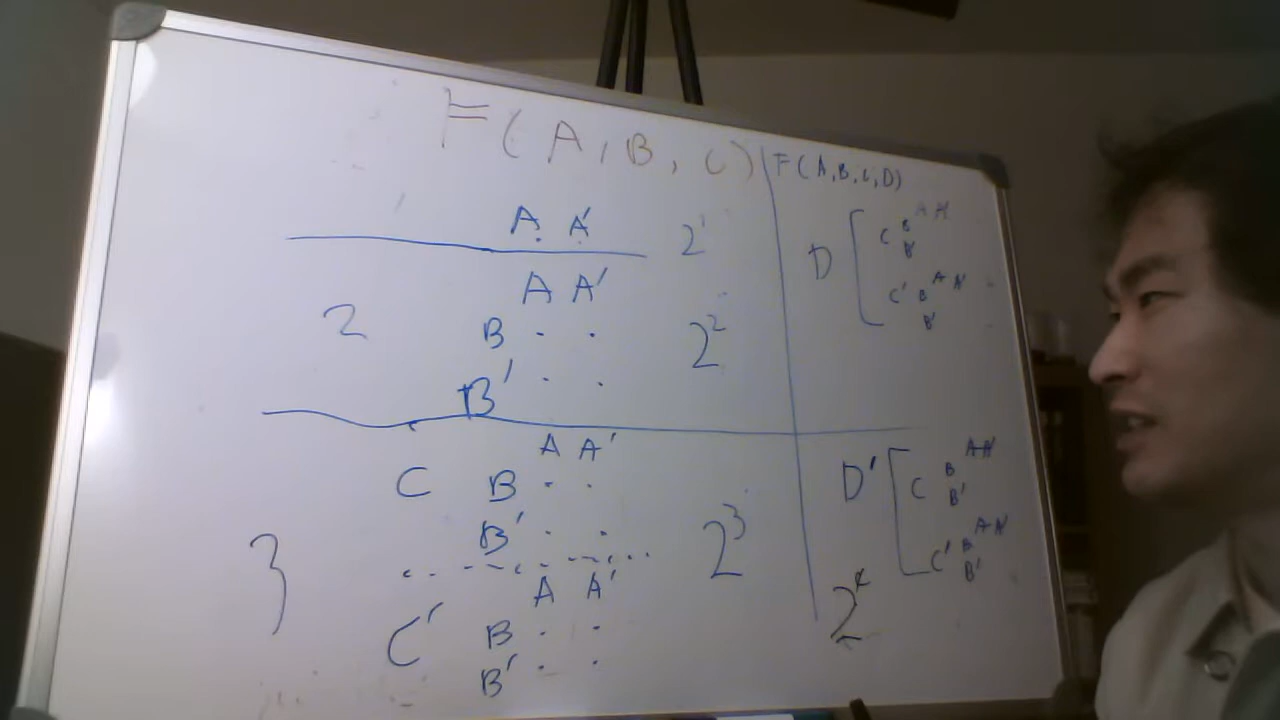 F(A,B,C)
A A' 2¹
A A'
2 B 2²
B'
A A'
C B
B'
3 2³
A A'
C' B
B'
F(A,B,C,D)
A A'
C B
D B'
A A'
C' B
B'
A A'
B
D' C B'
A A'
C' B
B'
2⁴